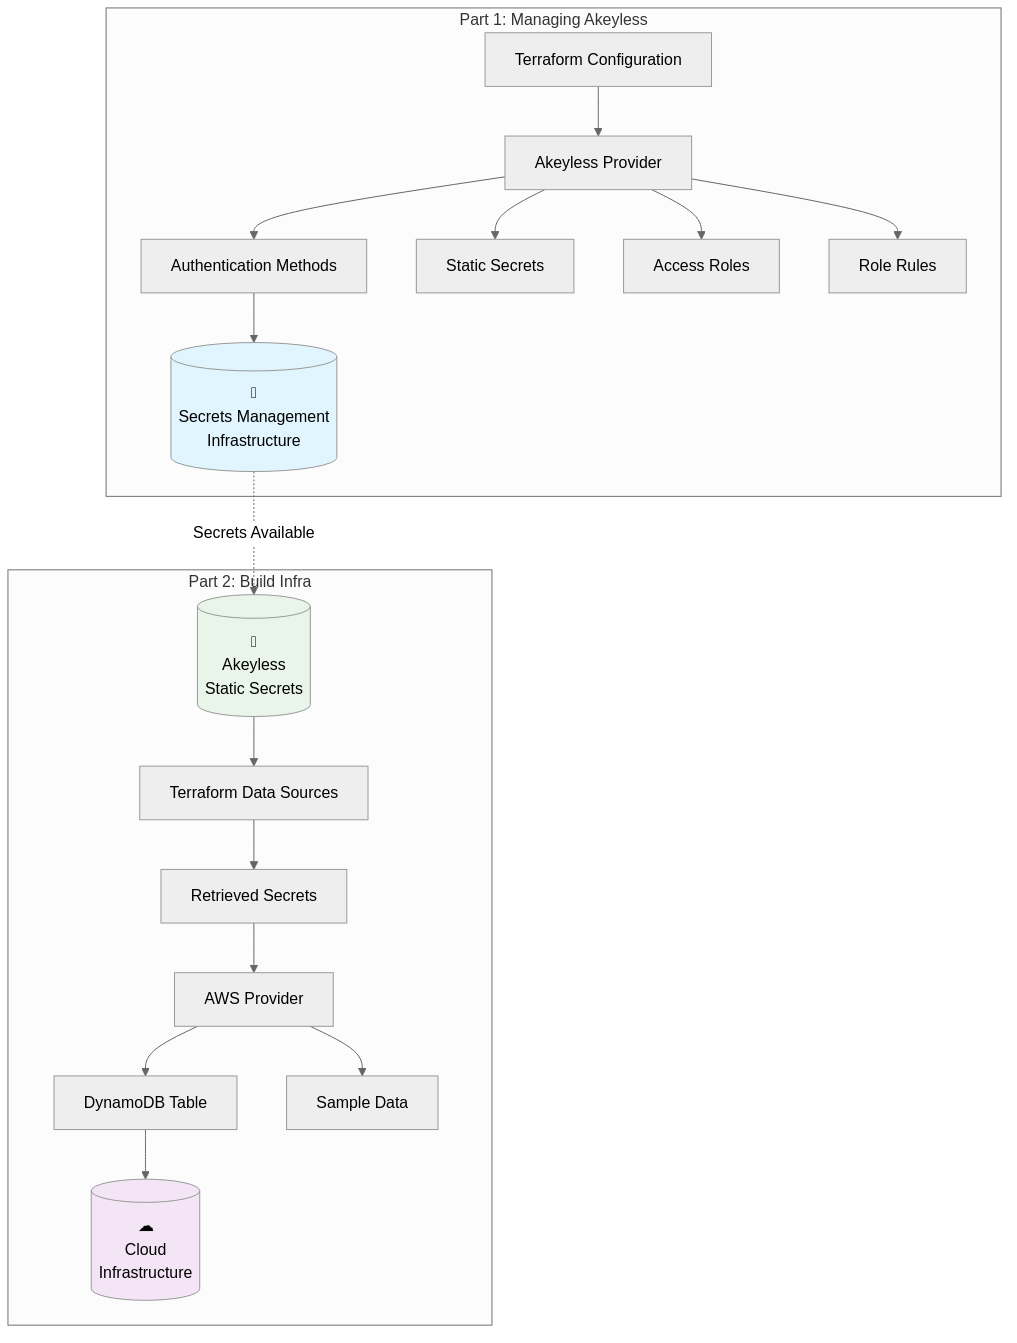 Part 1: Managing Akeyless
Terraform Configuration
Akeyless Provider
Authentication Methods
Static Secrets
Access Roles
Role Rules
Secrets Management
Infrastructure
Secrets Available
Part 2: Build Infra
Akeyless
Static Secrets
Terraform Data Sources
Retrieved Secrets
AWS Provider
DynamoDB Table
Sample Data
Cloud
Infrastructure